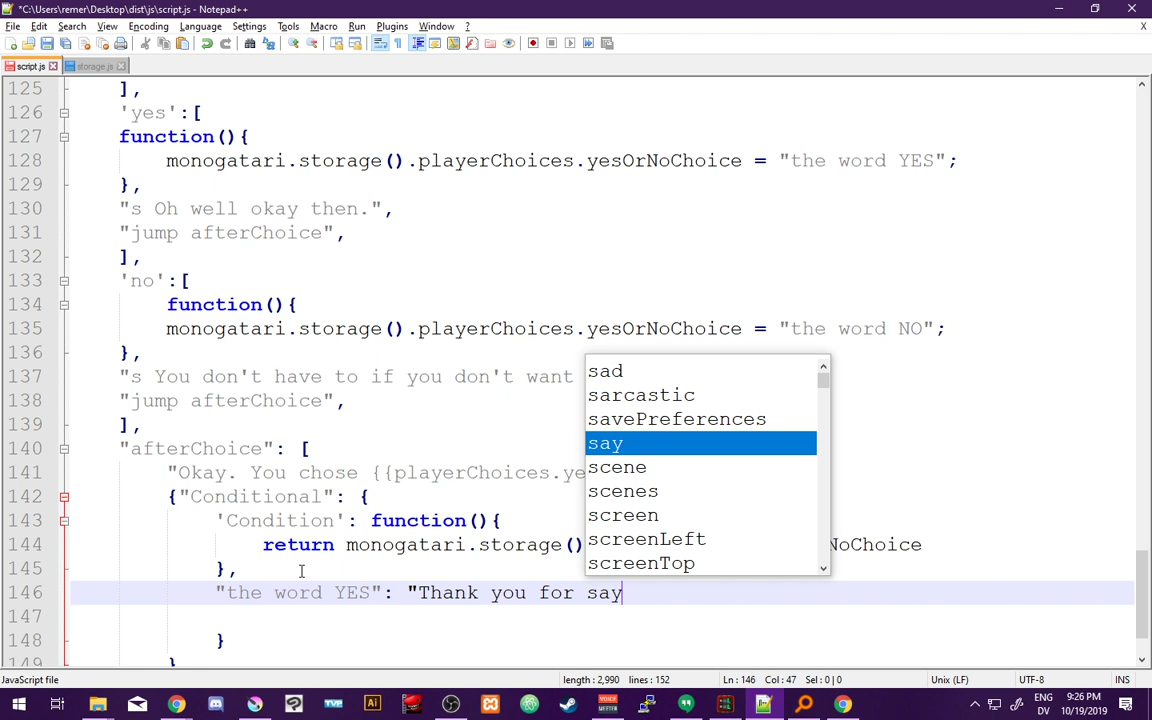 *C:\Users\remer\Desktop\dist\js\script.js - Notepad++
File Edit Search View Encoding Language Settings Tools Macro Run Plugins Window ? X
script.js storage.js
125 ],
126 'yes':[
127 function(){
128 monogatari.storage().playerChoices.yesOrNoChoice = "the word YES";
129 },
130 "s Oh well okay then.",
131 "jump afterChoice",
132 ],
133 'no':[
134 function(){
135 monogatari.storage().playerChoices.yesOrNoChoice = "the word NO";
136 },
137 "s You don't have to if you don't want
138 "jump afterChoice",
139 ],
140 "afterChoice": [
141 "Okay. You chose {{playerChoices.ye
142 {"Conditional": {
143 'Condition': function(){
144 return monogatari.storage() NoChoice
145 },
146 "the word YES": "Thank you for say
147
148 }
149 }
sad
sarcastic
savePreferences
say
scene
scenes
screen
screenLeft
screenTop
JavaScript file length : 2,990 lines : 152 Ln : 146 Col : 47 Sel : 0 | 0 Unix (LF) UTF-8 INS
ENG 9:26 PM
DV 10/19/2019